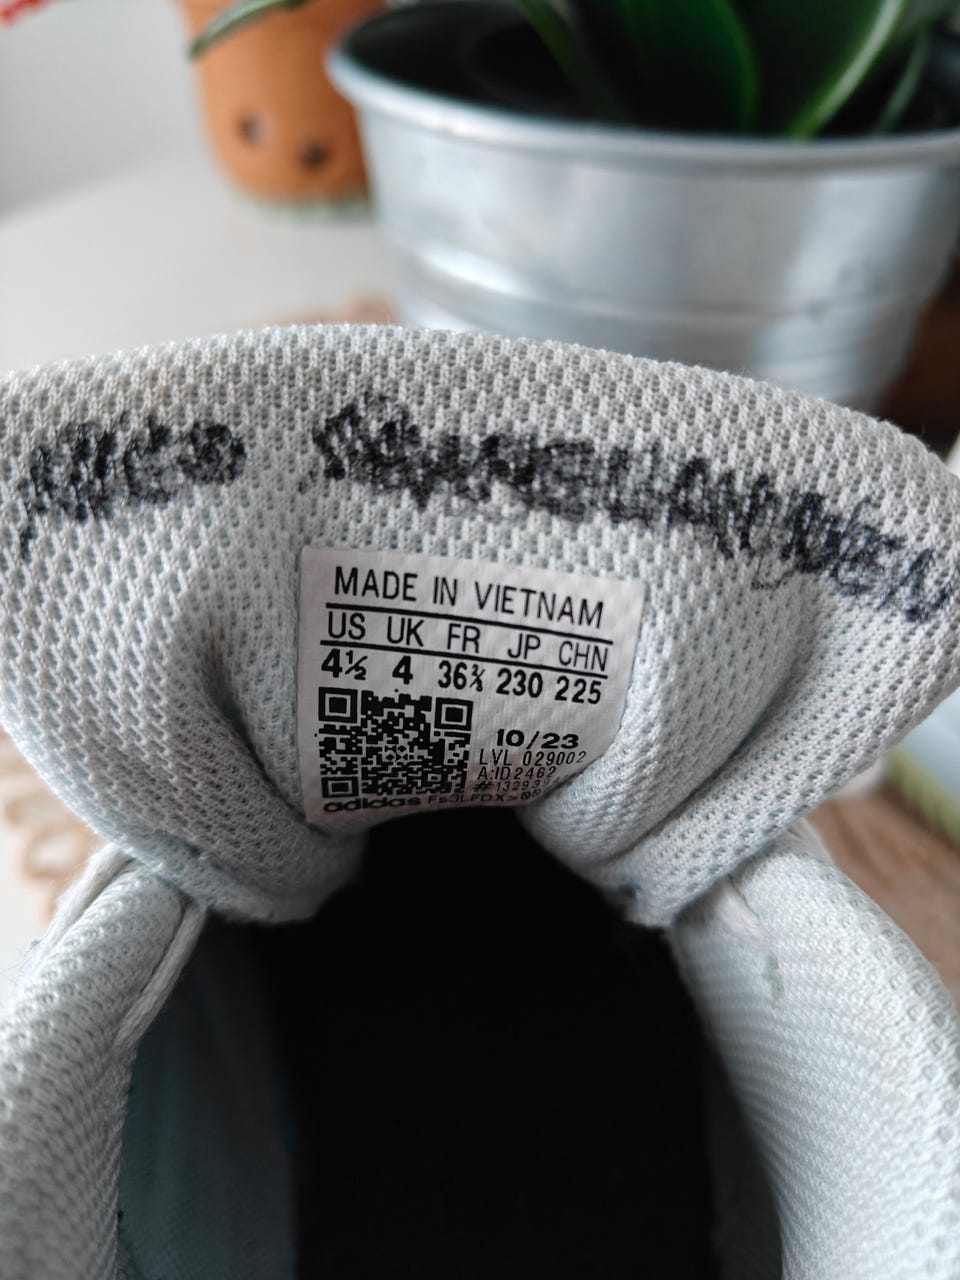 MADE IN VIETNAM
US UK FR JP CHN
4½ 4 36⅔ 230 225
10/23
LVL 029002
A:ID2462
adidas